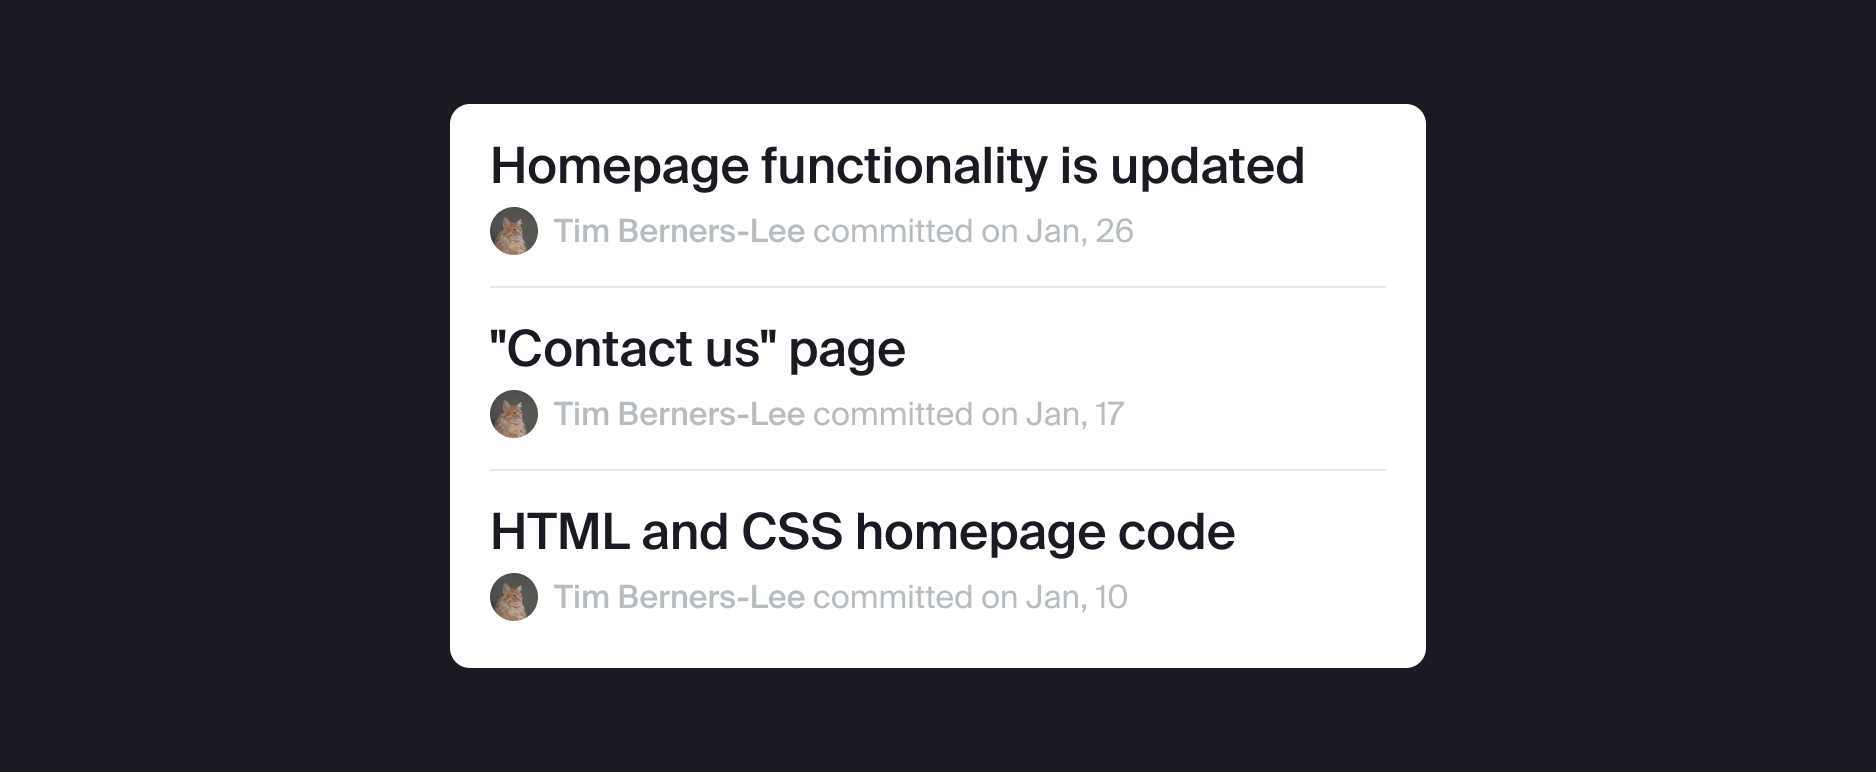 Homepage functionality is updated
Tim Berners-Lee committed on Jan, 26
"Contact us" page
Tim Berners-Lee committed on Jan, 17
HTML and CSS homepage code
Tim Berners-Lee committed on Jan, 10